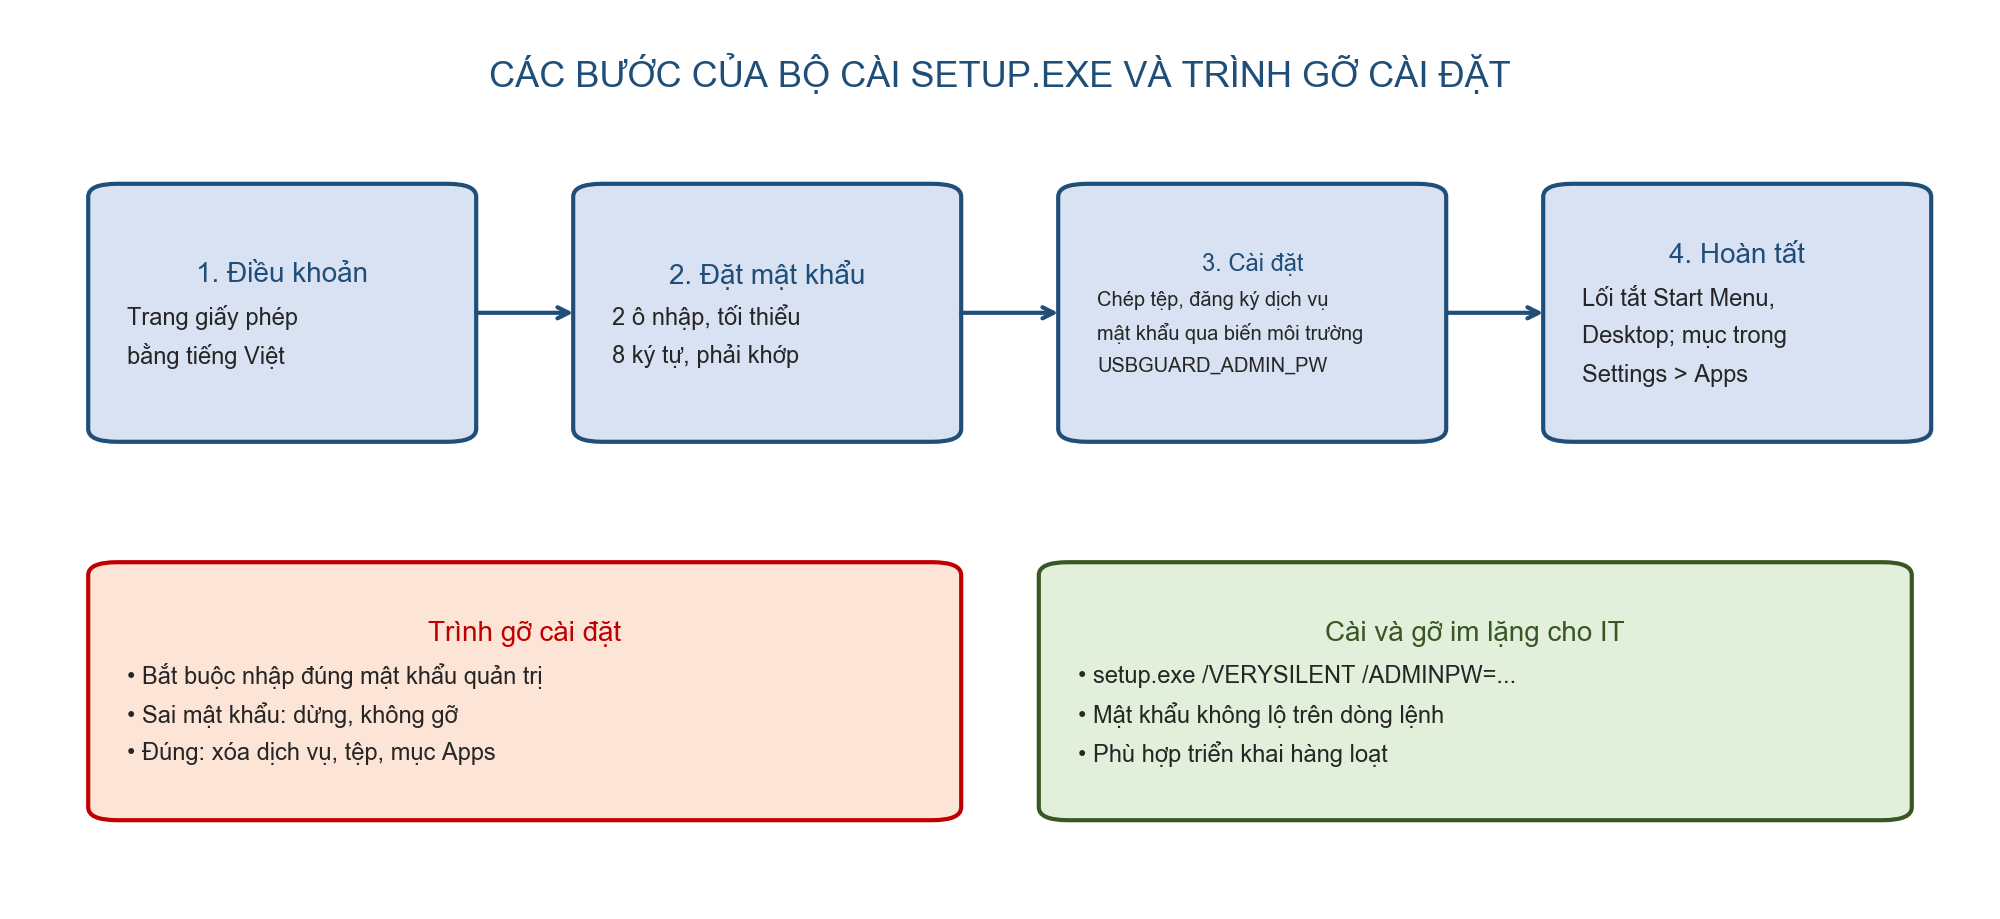 CÁC BƯỚC CỦA BỘ CÀI SETUP.EXE VÀ TRÌNH GỠ CÀI ĐẶT
1. Điều khoản
Trang giấy phép
bằng tiếng Việt
2. Đặt mật khẩu
2 ô nhập, tối thiểu
8 ký tự, phải khớp
3. Cài đặt
Chép tệp, đăng ký dịch vụ
mật khẩu qua biến môi trường
USBGUARD_ADMIN_PW
4. Hoàn tất
Lối tắt Start Menu,
Desktop; mục trong
Settings > Apps
Trình gỡ cài đặt
• Bắt buộc nhập đúng mật khẩu quản trị
• Sai mật khẩu: dừng, không gỡ
• Đúng: xóa dịch vụ, tệp, mục Apps
Cài và gỡ im lặng cho IT
• setup.exe /VERYSILENT /ADMINPW=...
• Mật khẩu không lộ trên dòng lệnh
• Phù hợp triển khai hàng loạt